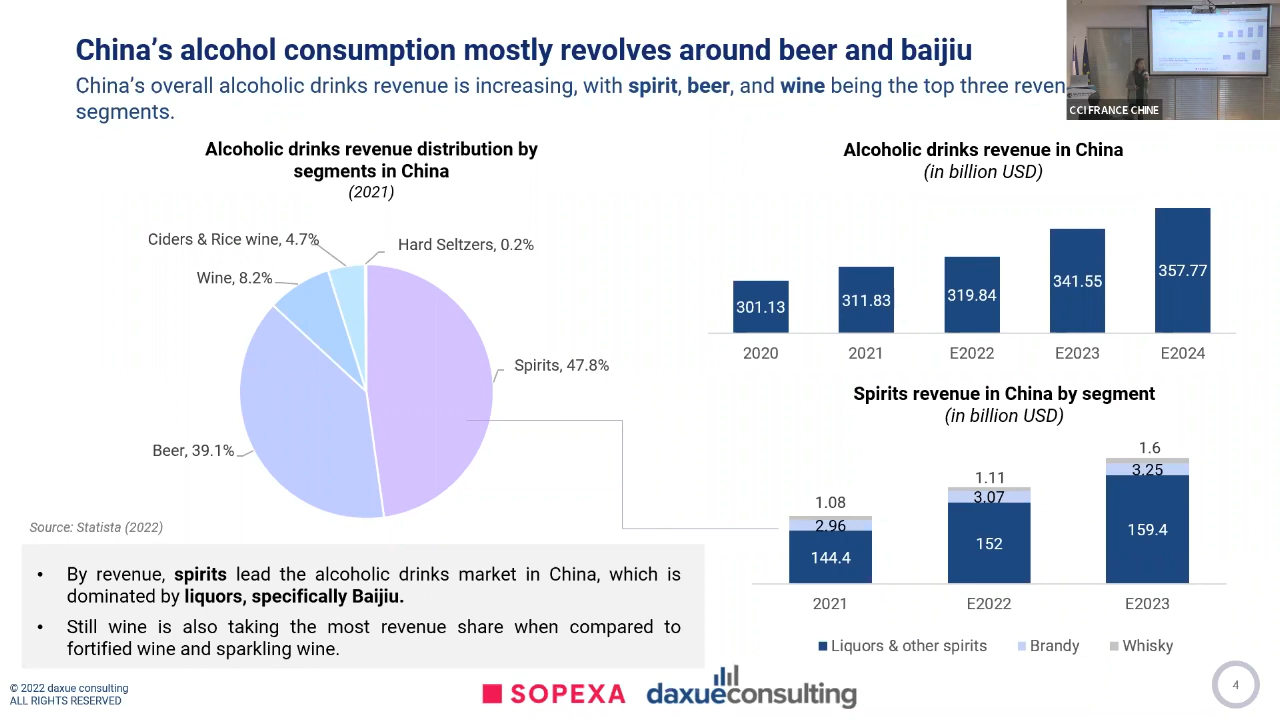 China's alcohol consumption mostly revolves around beer and baijiu
China's overall alcoholic drinks revenue is increasing, with spirit, beer, and wine being the top three reven
segments.
CCI FRANCE CHINE
Alcoholic drinks revenue distribution by
segments in China
(2021)
Ciders & Rice wine, 4.7%
Hard Seltzers, 0.2%
Wine, 8.2%
Spirits, 47.8%
Beer, 39.1%
Source: Statista (2022)
Alcoholic drinks revenue in China
(in billion USD)
301.13
311.83
319.84
341.55
357.77
2020
2021
E2022
E2023
E2024
Spirits revenue in China by segment
(in billion USD)
1.08
2.96
144.4
1.11
3.07
152
1.6
3.25
159.4
2021
E2022
E2023
Liquors & other spirits
Brandy
Whisky
• By revenue, spirits lead the alcoholic drinks market in China, which is
dominated by liquors, specifically Baijiu.
• Still wine is also taking the most revenue share when compared to
fortified wine and sparkling wine.
© 2022 daxue consulting
ALL RIGHTS RESERVED
SOPEXA
daxueconsulting
4